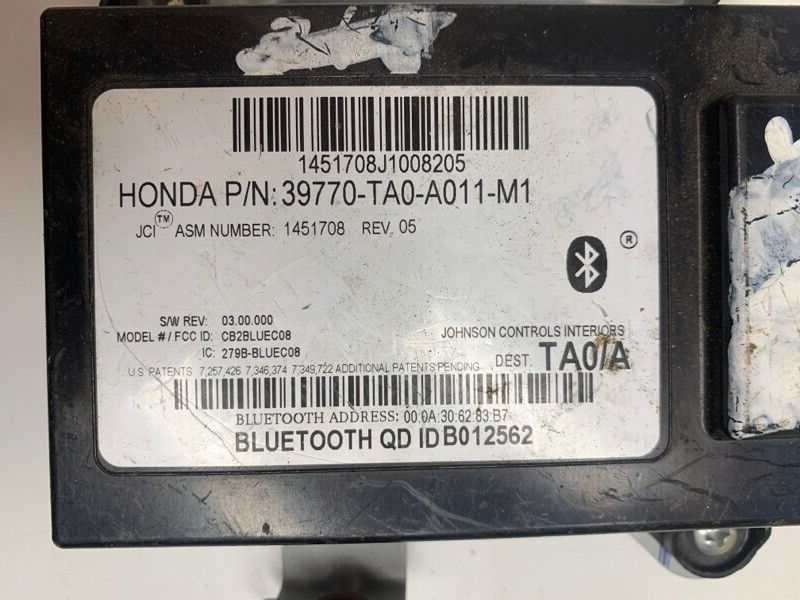 1451708J1008205
HONDA P/N: 39770-TA0-A011-M1
JCI™ ASM NUMBER: 1451708 REV. 05
®
S/W REV: 03.00.000
MODEL # / FCC ID: CB2BLUEC08
IC: 279B-BLUEC08
JOHNSON CONTROLS INTERIORS
DEST. TA0/A
U.S. PATENTS 7,257,426 7,346,374 7,349,722 ADDITIONAL PATENTS PENDING
BLUETOOTH ADDRESS: 00:0A:30:62:83:B7
BLUETOOTH QD ID B012562